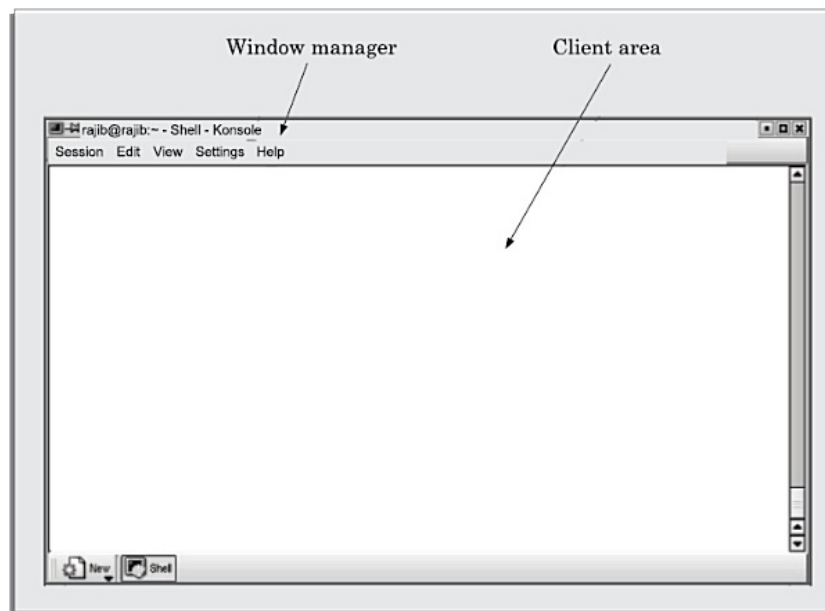 Window manager Client area
rajib@rajib:~ - Shell - Konsole
Session Edit View Settings Help
New Shell